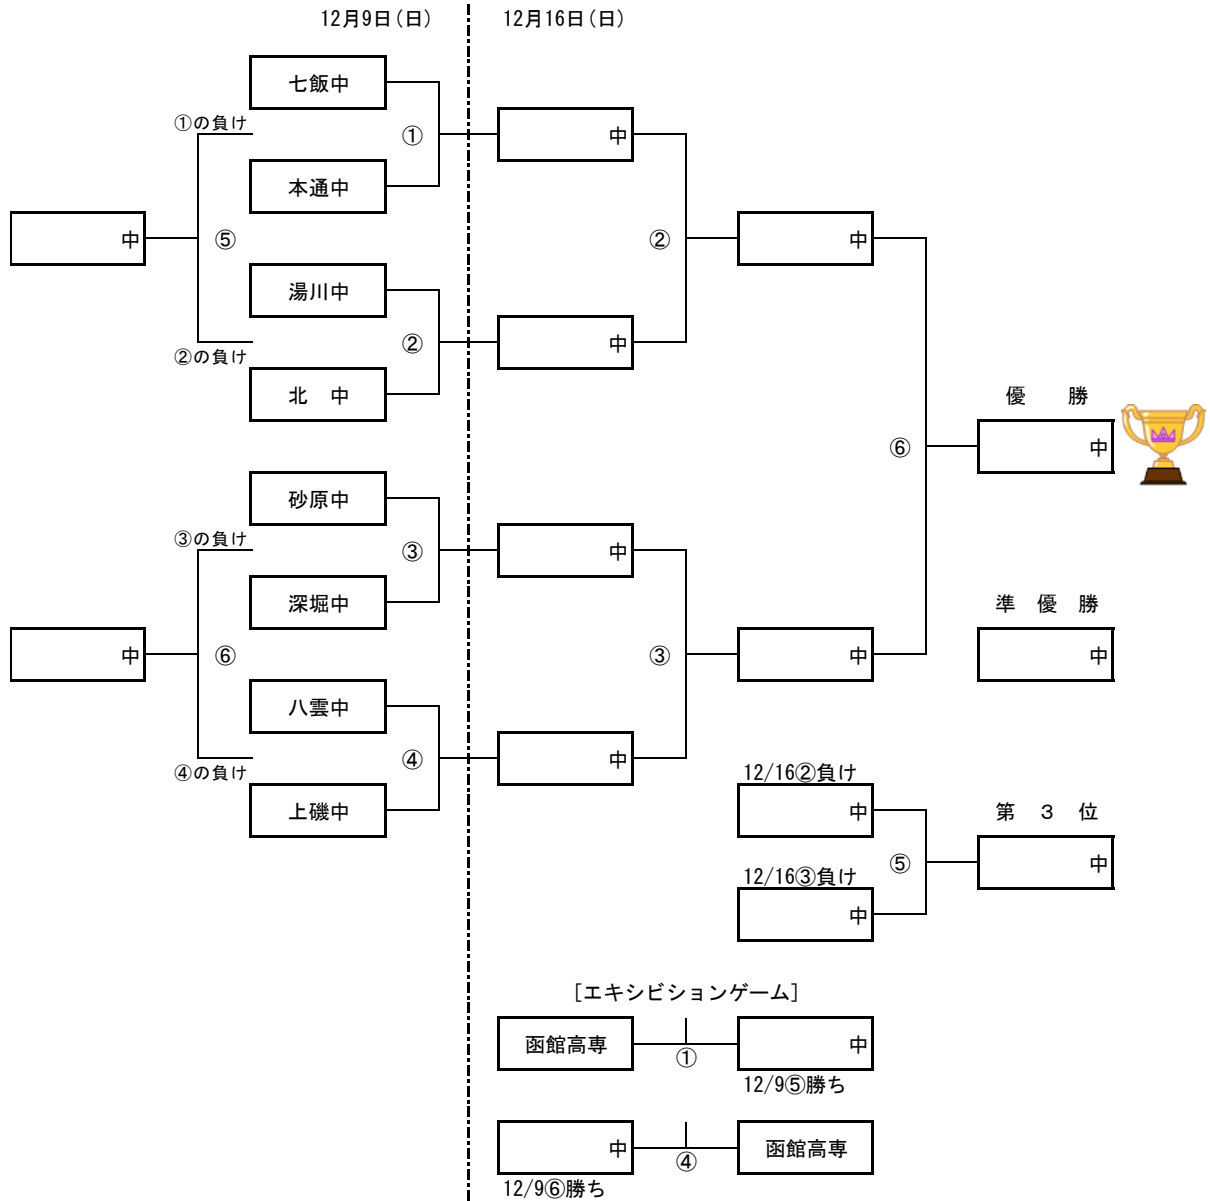 12月9日（日）
12月16日（日）
七飯中
①の負け
①
中
本通中
中
⑤
②
中
湯川中
②
中
②の負け
北　中
優　勝
⑥
中
砂原中
③の負け
③
中
深堀中
準 優 勝
中
⑥
③
中
中
八雲中
④
中
④の負け
12/16②負け
上磯中
中
第 ３ 位
⑤
中
12/16③負け
中
［エキシビションゲーム］
函館高専
①
中
12/9⑤勝ち
中
④
函館高専
12/9⑥勝ち